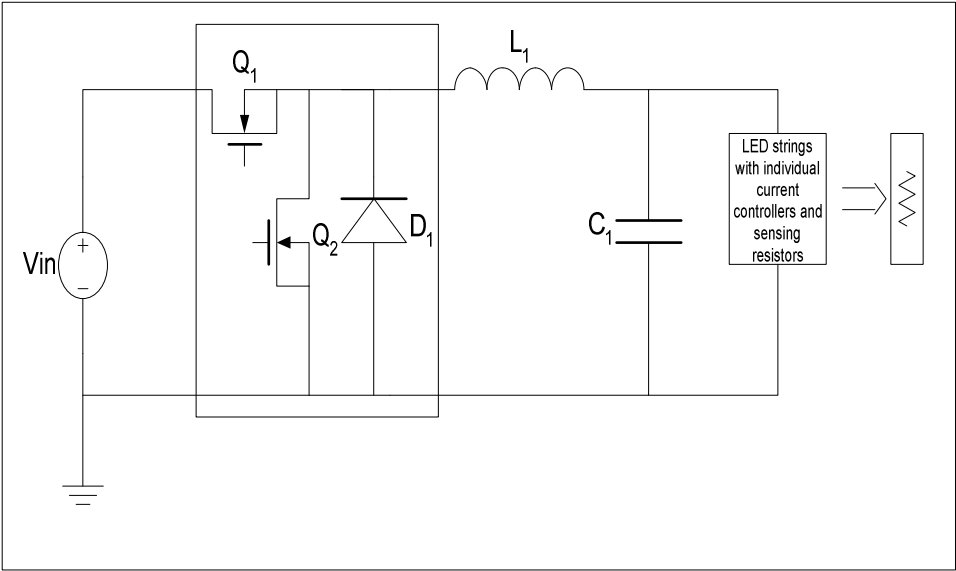 L1
Q1
LED strings
with individual
current
controllers and
sensing
resistors
Q2
D1
C1
Vin
+
−